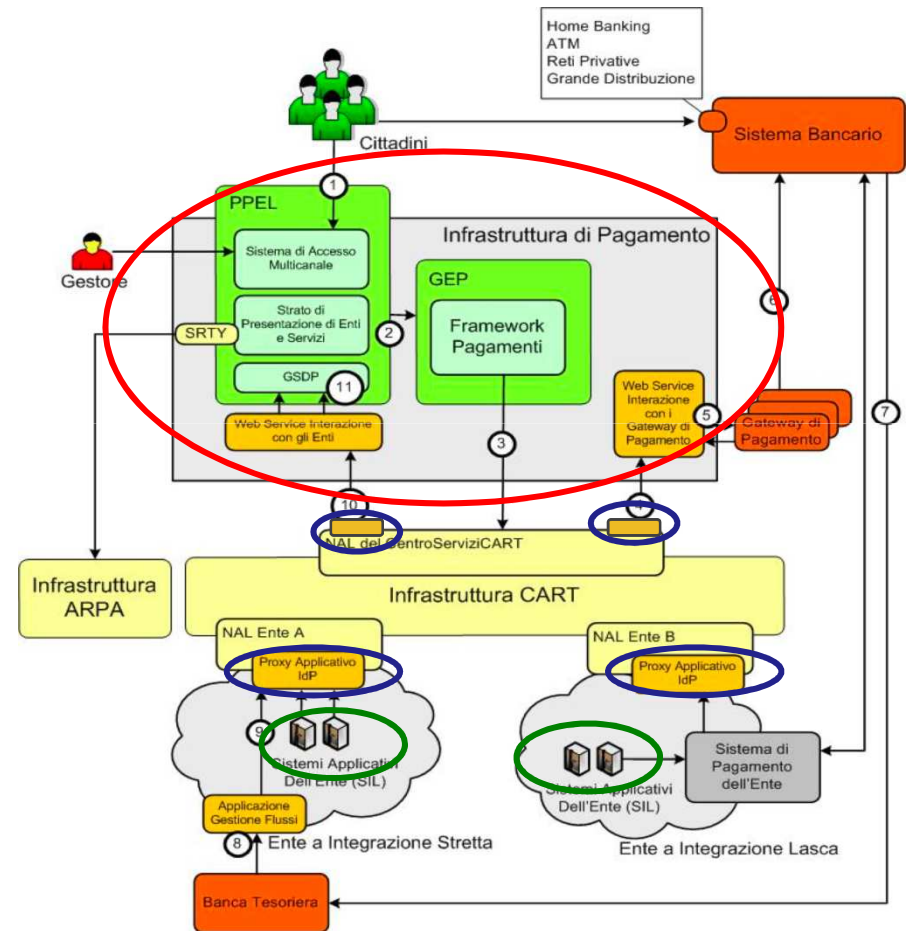 Home Banking
ATM
Reti Private
Grande Distribuzione
Sistema Bancario
Cittadini
1
PPEL
Infrastruttura di Pagamento
Sistema di Accesso
Multicanale
Gestore
GEP
6
SRTY
Strato di
Presentazione di Enti
e Servizi
2
Framework
Pagamenti
GSDP
11
Web Service
Interazione
con i
Gateway di
Pagamento
5
Gateway di
Pagamento
7
Web Service Interazione
con gli Enti
3
10
4
NAL del CentroServiziCART
Infrastruttura
ARPA
Infrastruttura CART
NAL Ente A
Proxy Applicativo
IdP
NAL Ente B
Proxy Applicativo
IdP
9
Sistemi Applicativi
Dell'Ente (SIL)
Sistemi Applicativi
Dell'Ente (SIL)
Sistema di
Pagamento
dell'Ente
Applicazione
Gestione Flussi
8
Ente a Integrazione Stretta
Ente a Integrazione Lasca
Banca Tesoriera